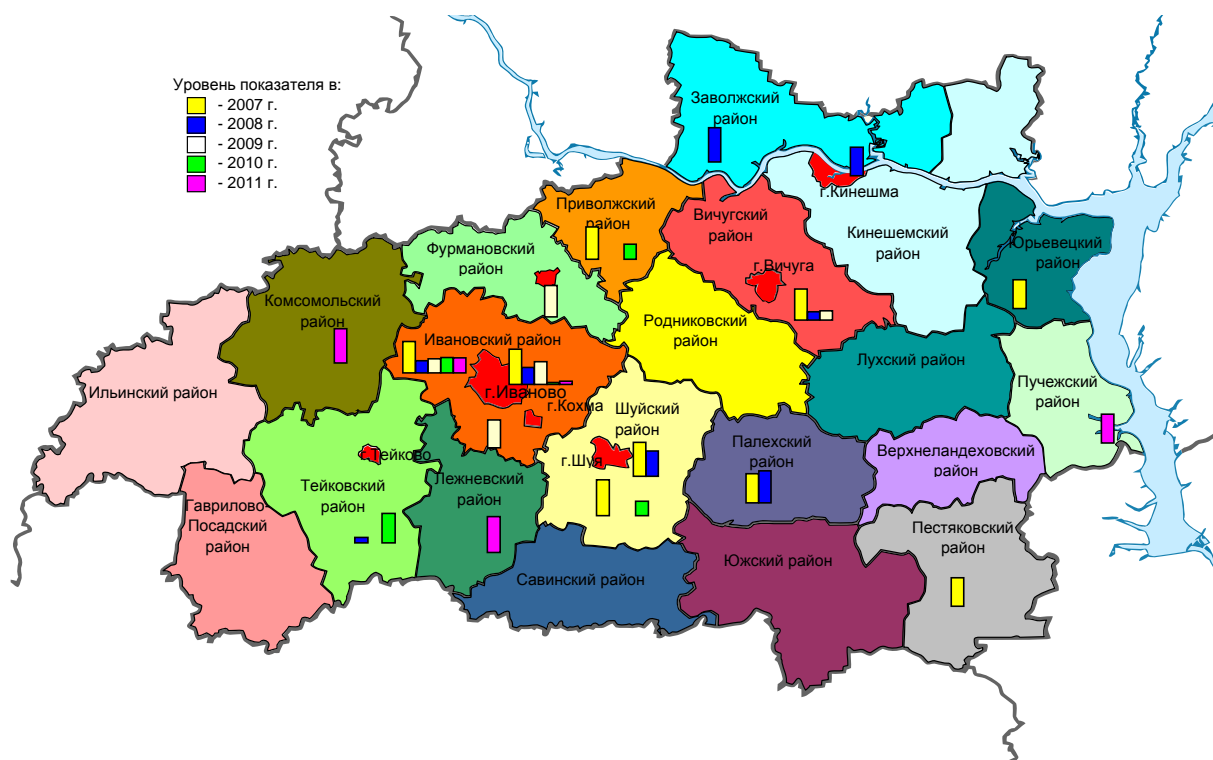 Уровень показателя в:
- 2007 г.
- 2008 г.
- 2009 г.
- 2010 г.
- 2011 г.
Заволжский
район
г.Кинешма
Приволжский
район
Вичугский
район
Кинешемский
район
Юрьевецкий
район
Фурмановский
район
г.Вичуга
Комсомольский
район
Родниковский
район
Ивановский район
Лухский район
Ильинский район
Пучежский
район
г.Иваново
г.Кохма
Шуйский
район
Палехский
район
Верхнеландеховский
район
г.Шуя
г.Тейково
Тейковский
район
Лежневский
район
Гаврилово-
Посадский
район
Пестяковский
район
Савинский район
Южский район